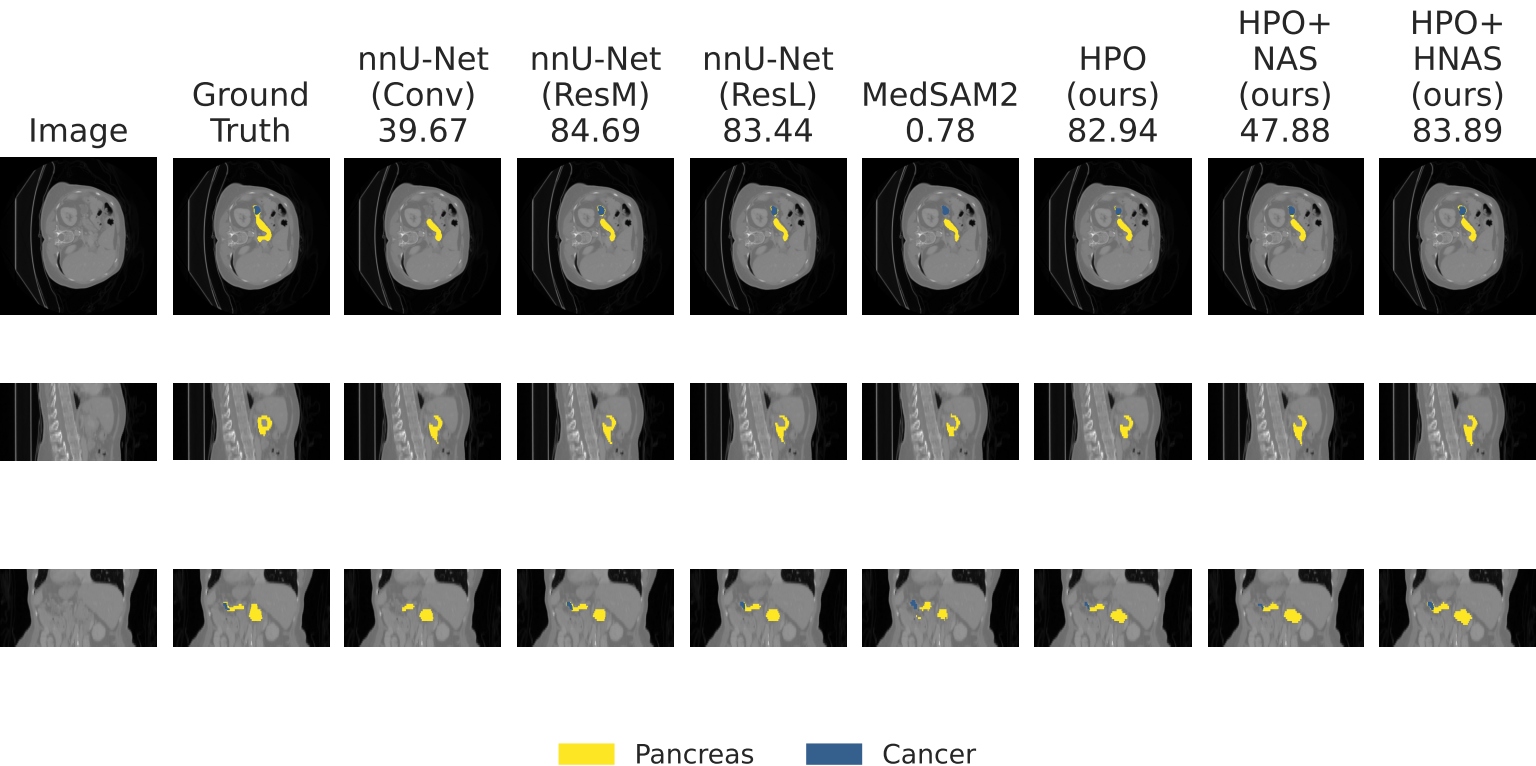 Image
Ground
Truth
nnU-Net
(Conv)
39.67
nnU-Net
(ResM)
84.69
nnU-Net
(ResL)
83.44
MedSAM2
0.78
HPO
(ours)
82.94
HPO+
NAS
(ours)
47.88
HPO+
HNAS
(ours)
83.89
Pancreas
Cancer